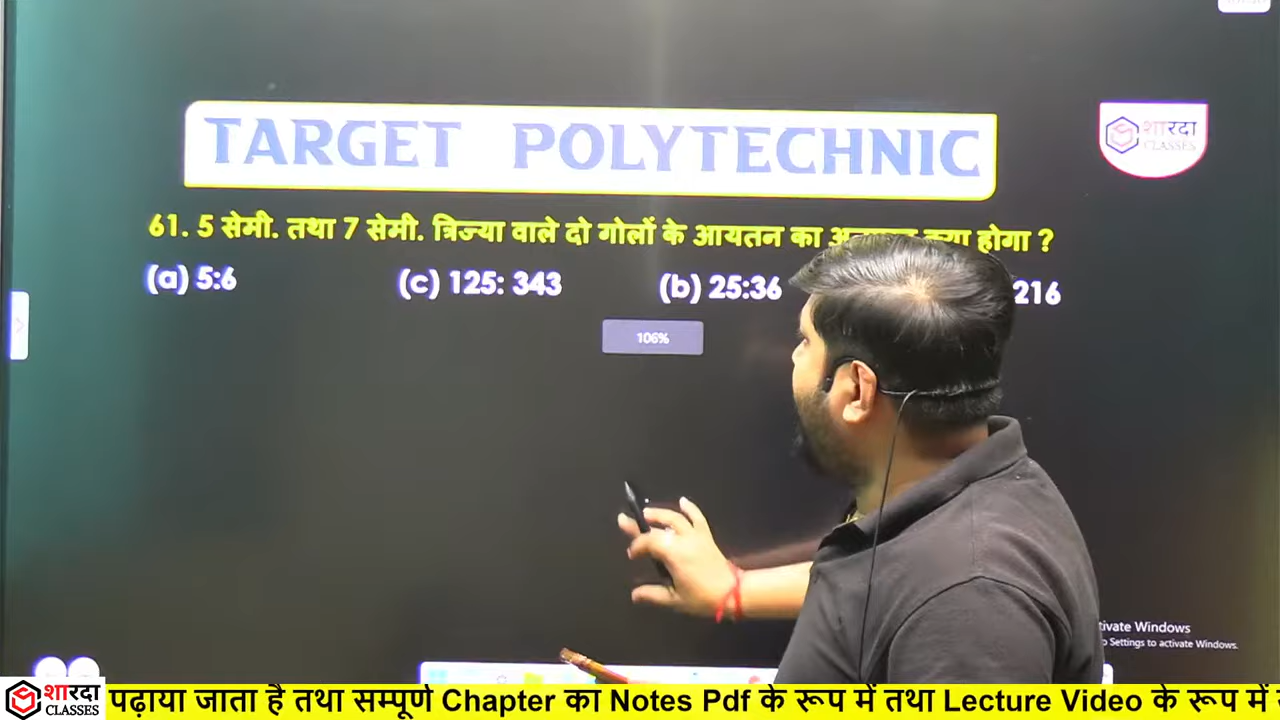 TARGET POLYTECHNIC
शारदा
CLASSES
61. 5 सेमी. तथा 7 सेमी. त्रिज्या वाले दो गोलों के आयतन का क्या होगा ?
(a) 5:6 (c) 125: 343 (b) 25:36 216
106%
tivate Windows
Settings to activate Windows.
शारदा
CLASSES
पढ़ाया जाता है तथा सम्पूर्ण Chapter का Notes Pdf के रूप में तथा Lecture Video के रूप में